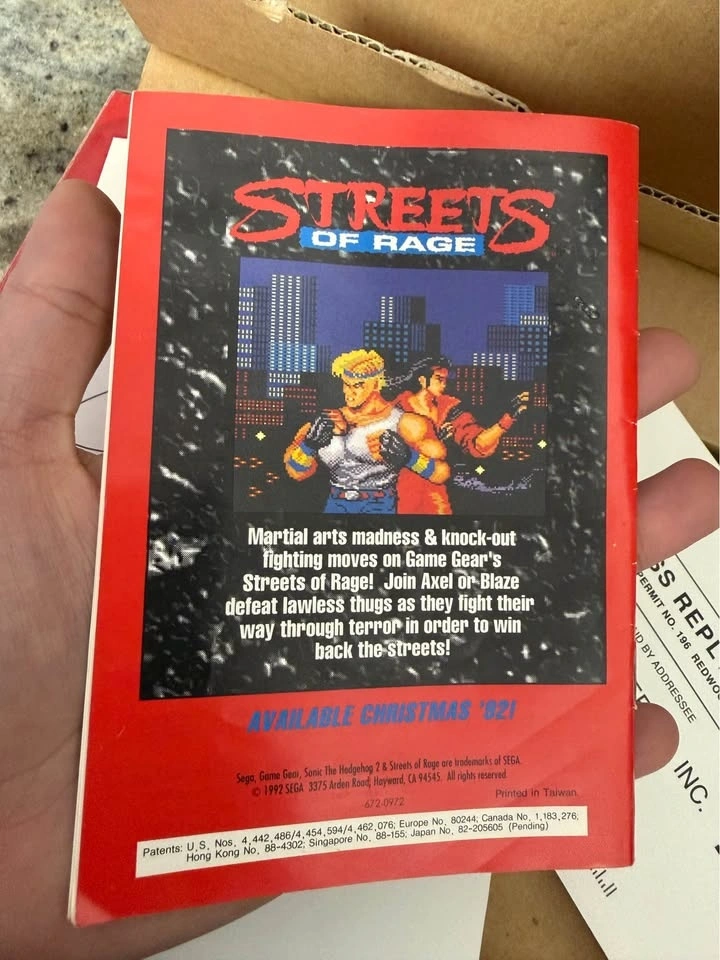 STREETS
OF RAGE
Martial arts madness & knock-out
fighting moves on Game Gear's
Streets of Rage! Join Axel or Blaze
defeat lawless thugs as they fight their
way through terror in order to win
back the streets!
AVAILABLE CHRISTMAS '92!
Sega, Game Gear, Sonic The Hedgehog 2 & Streets of Rage are trademarks of SEGA.
© 1992 SEGA 3375 Arden Road, Hayward, CA 94545. All rights reserved.
Printed in Taiwan.
672-0972
Patents: U.S. Nos. 4,442,486/4,454,594/4,462,076; Europe No. 80244; Canada No. 1,183,276;
Hong Kong No. 88-4302; Singapore No. 88-155; Japan No. 82-205605 (Pending)
SS REPL
PERMIT NO. 196 REDWO
ID BY ADDRESSEE
INC.